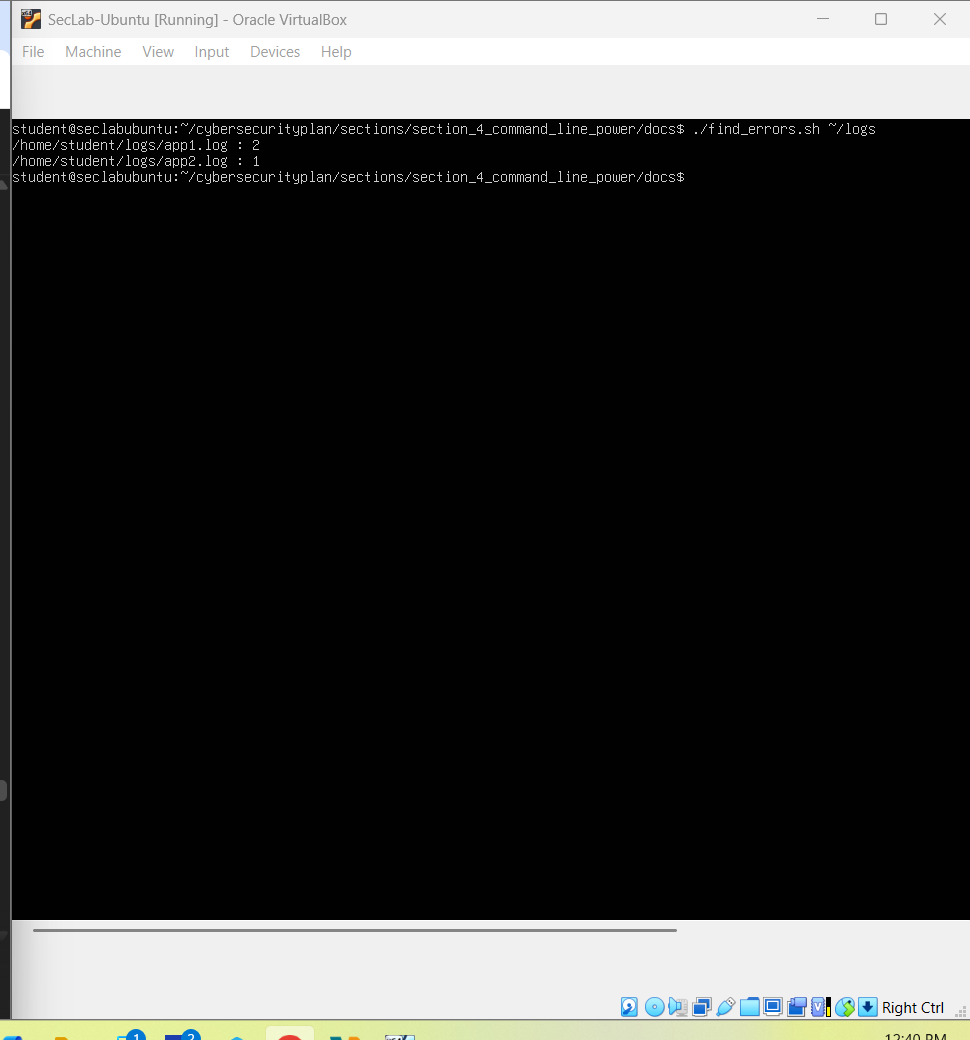 SecLab-Ubuntu [Running] - Oracle VirtualBox
File Machine View Input Devices Help
student@seclabubuntu:~/cybersecurityplan/sections/section_4_command_line_power/docs$ ./find_errors.sh ~/logs
/home/student/logs/app1.log : 2
/home/student/logs/app2.log : 1
student@seclabubuntu:~/cybersecurityplan/sections/section_4_command_line_power/docs$
Right Ctrl
1 2
12:40 PM